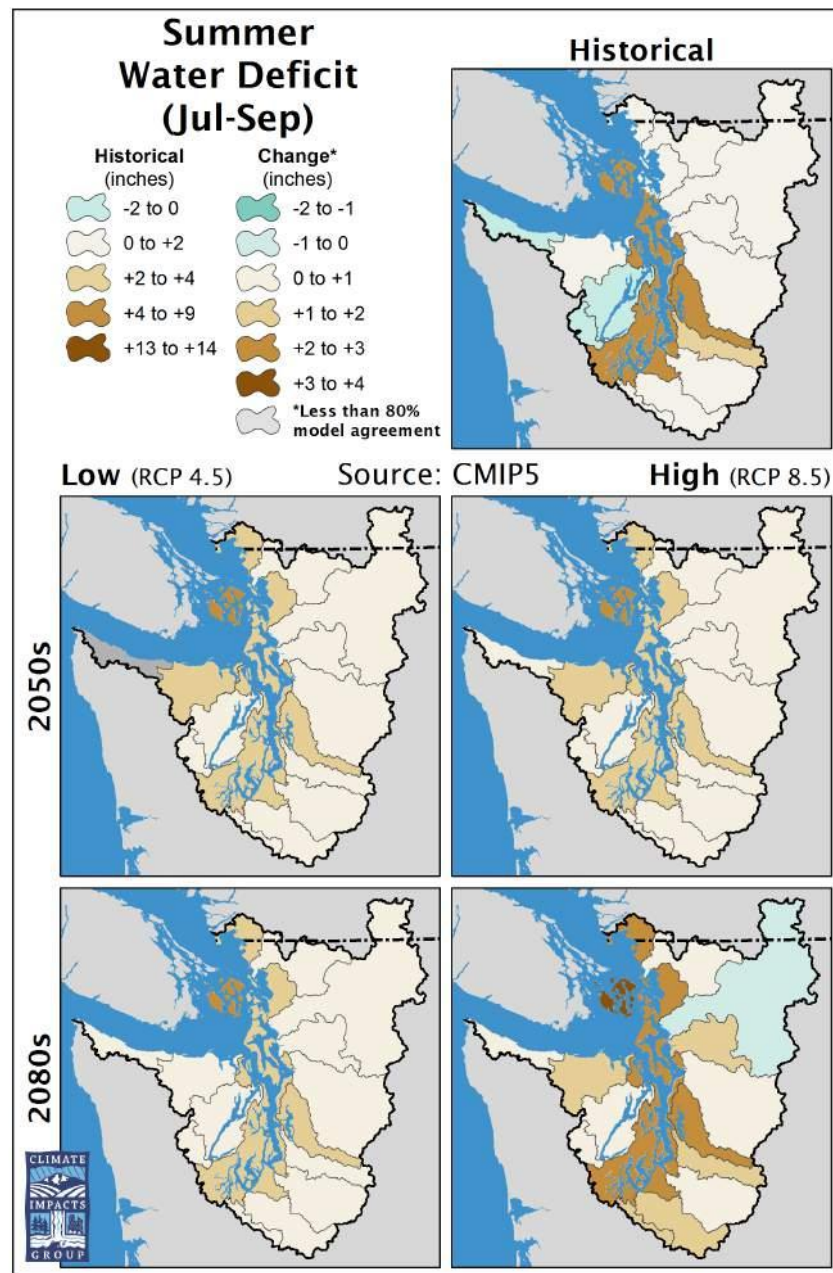 Summer
Water Deficit
(Jul-Sep)
Historical
(inches)
-2 to 0
0 to +2
+2 to +4
+4 to +9
+13 to +14
Change*
(inches)
-2 to -1
-1 to 0
0 to +1
+1 to +2
+2 to +3
+3 to +4
*Less than 80%
model agreement
Historical
Low (RCP 4.5)
Source: CMIP5
High (RCP 8.5)
2050s
2080s
CLIMATE
IMPACTS
GROUP